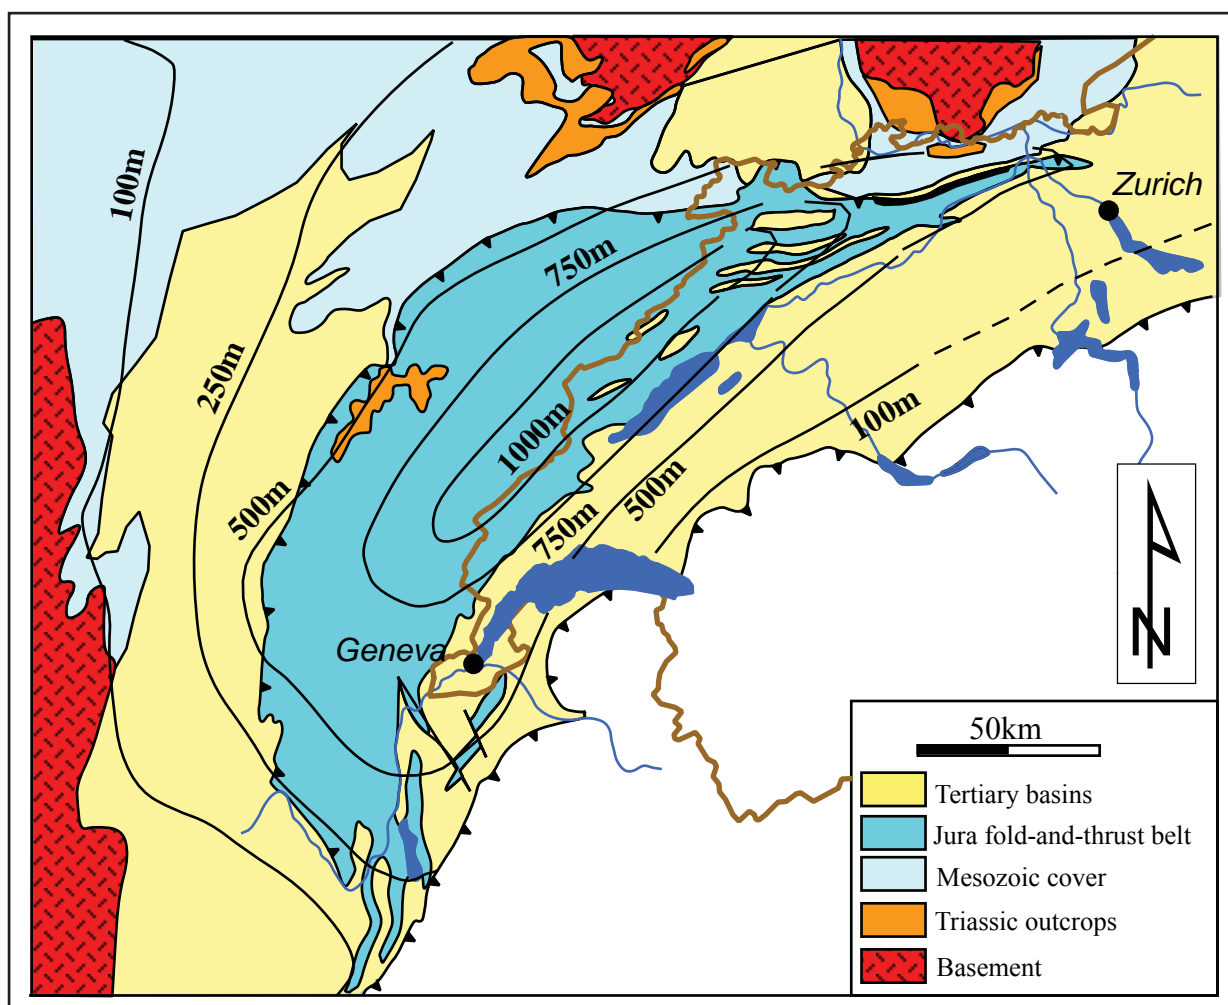 100m
Zurich
750m
250m
1000m
100m
500m
500m
750m
Geneva
N
50km
Tertiary basins
Jura fold-and-thrust belt
Mesozoic cover
Triassic outcrops
Basement